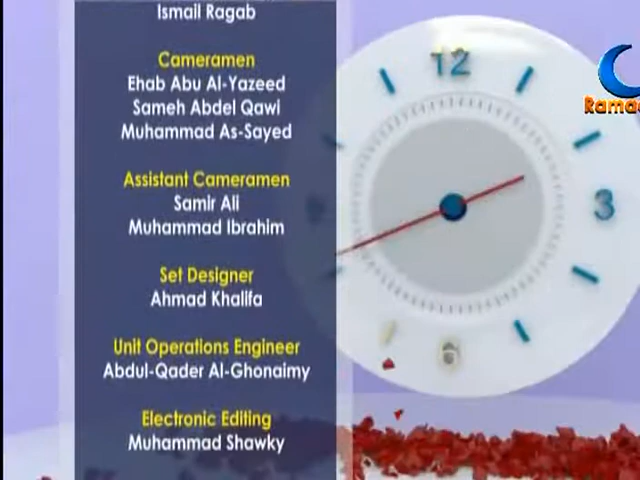 Ismail Ragab
Cameramen
Ehab Abu Al-Yazeed
Sameh Abdel Qawi
Muhammad As-Sayed
Assistant Cameramen
Samir Ali
Muhammad Ibrahim
Set Designer
Ahmad Khalifa
Unit Operations Engineer
Abdul-Qader Al-Ghonaimy
Electronic Editing
Muhammad Shawky
12
3
6